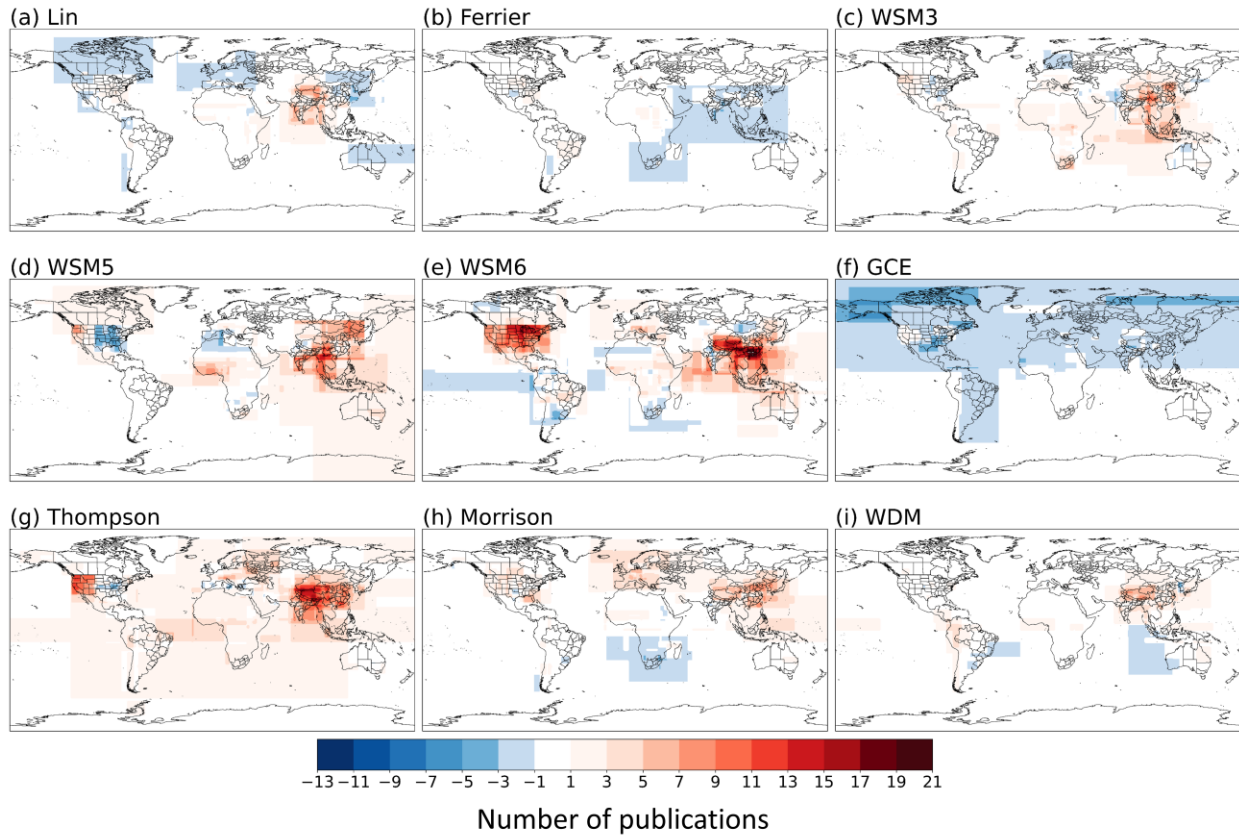 (a) Lin (b) Ferrier (c) WSM3
(d) WSM5 (e) WSM6 (f) GCE
(g) Thompson (h) Morrison (i) WDM
−13 −11 −9 −7 −5 −3 −1 1 3 5 7 9 11 13 15 17 19 21
Number of publications